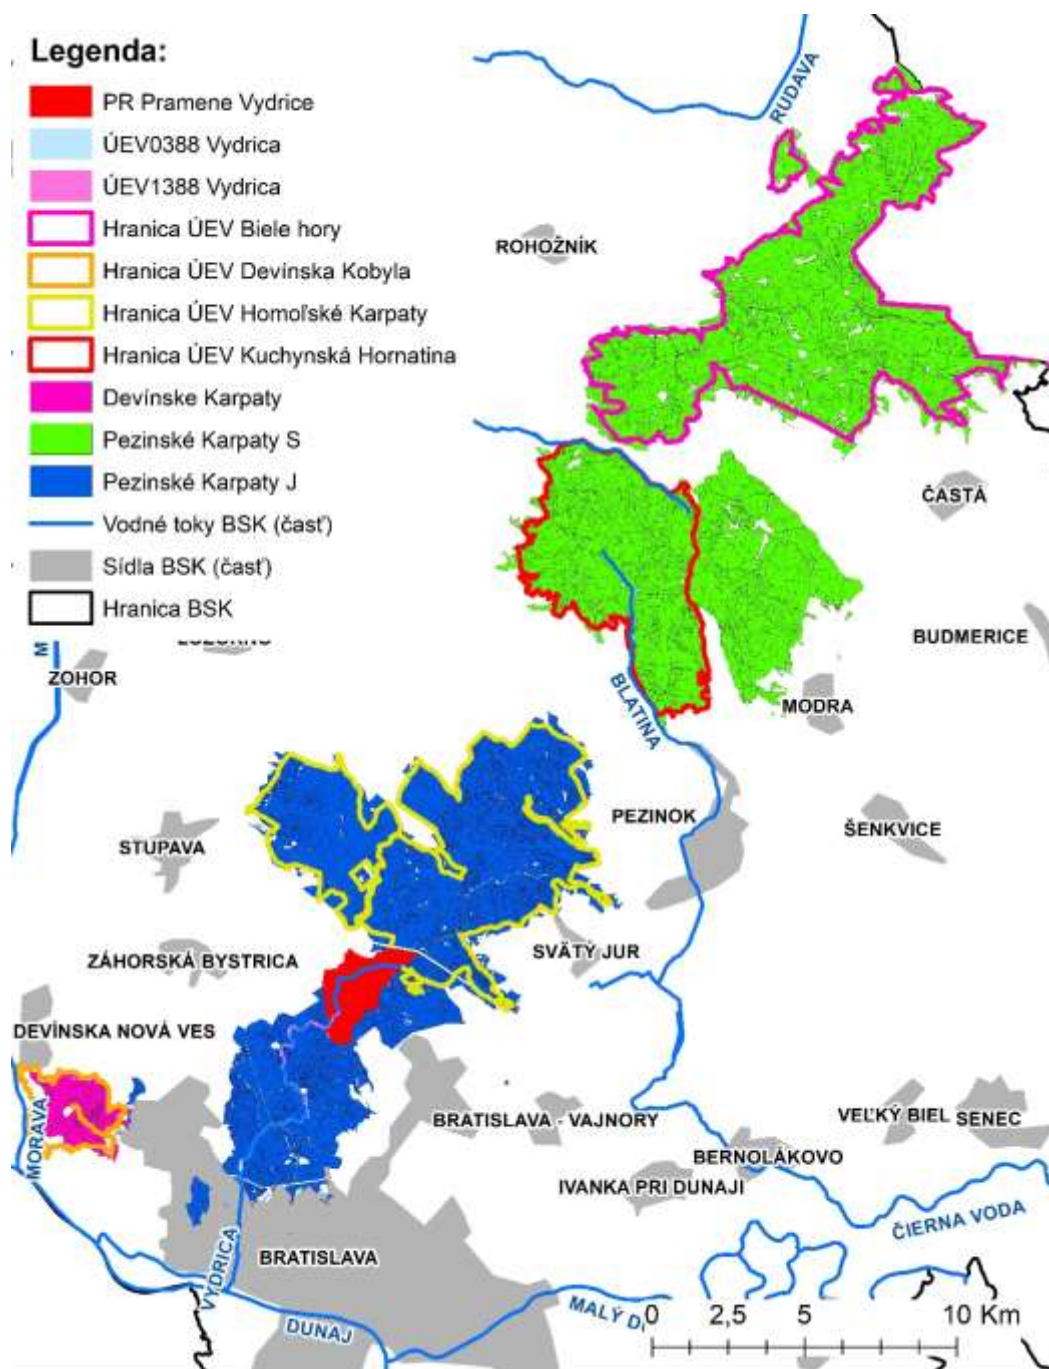 Legenda:
PR Pramene Vydrice
ÚEV0388 Vydrica
ÚEV1388 Vydrica
Hranica ÚEV Biele hory
Hranica ÚEV Devínska Kobyla
Hranica ÚEV Homoľské Karpaty
Hranica ÚEV Kuchynská Hornatina
Devínske Karpaty
Pezinské Karpaty S
Pezinské Karpaty J
Vodné toky BSK (časť)
Sídla BSK (časť)
Hranica BSK
RUDAVA
ROHOŽNÍK
ČASTÁ
BUDMERICE
M
ZOHOR
BLATINA
MODRA
PEZINOK
ŠENKVICE
STUPAVA
SVÄTÝ JUR
ZÁHORSKÁ BYSTRICA
DEVÍNSKA NOVÁ VES
MORAVA
BRATISLAVA - VAJNORY
VEĽKÝ BIEL
SENEC
BERNOLÁKOVO
IVANKA PRI DUNAJI
ČIERNA VODA
VYDRICA
BRATISLAVA
DUNAJ
MALÝ
0 2,5 5 10 Km